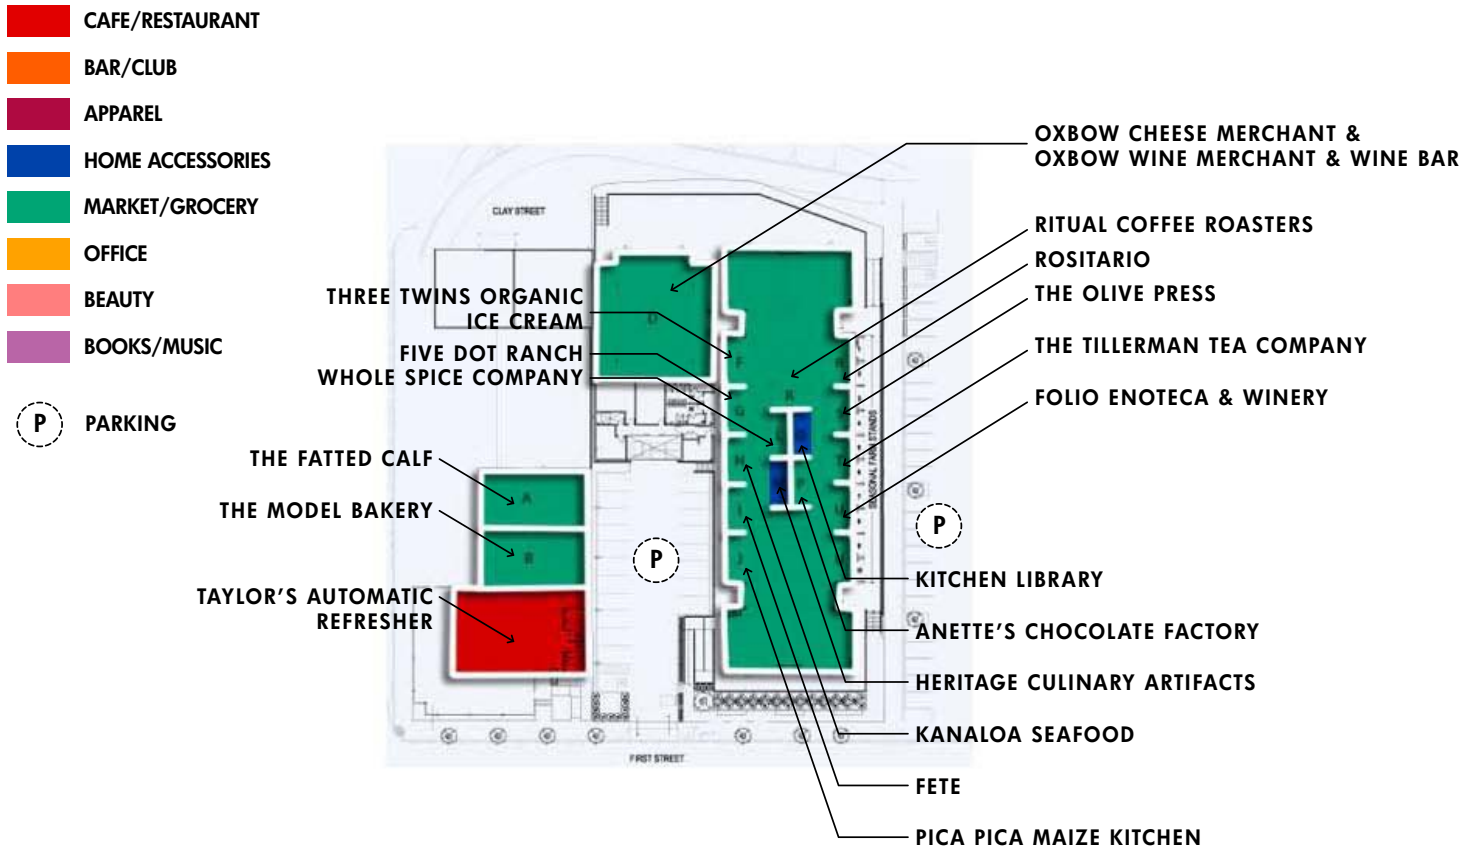 CAFE/RESTAURANT
BAR/CLUB
APPAREL
HOME ACCESSORIES
MARKET/GROCERY
OFFICE
BEAUTY
BOOKS/MUSIC
P PARKING
CLAY STREET
THREE TWINS ORGANIC
ICE CREAM
FIVE DOT RANCH
WHOLE SPICE COMPANY
THE FATTED CALF
THE MODEL BAKERY
TAYLOR'S AUTOMATIC
REFRESHER
OXBOW CHEESE MERCHANT &
OXBOW WINE MERCHANT & WINE BAR
RITUAL COFFEE ROASTERS
ROSITARIO
THE OLIVE PRESS
THE TILLERMAN TEA COMPANY
FOLIO ENOTECA & WINERY
SEASONAL FARM STANDS
D
F
G
H
I
J
K
P
A
B
P
P
KITCHEN LIBRARY
ANETTE'S CHOCOLATE FACTORY
HERITAGE CULINARY ARTIFACTS
KANALOA SEAFOOD
FETE
PICA PICA MAIZE KITCHEN
FIRST STREET